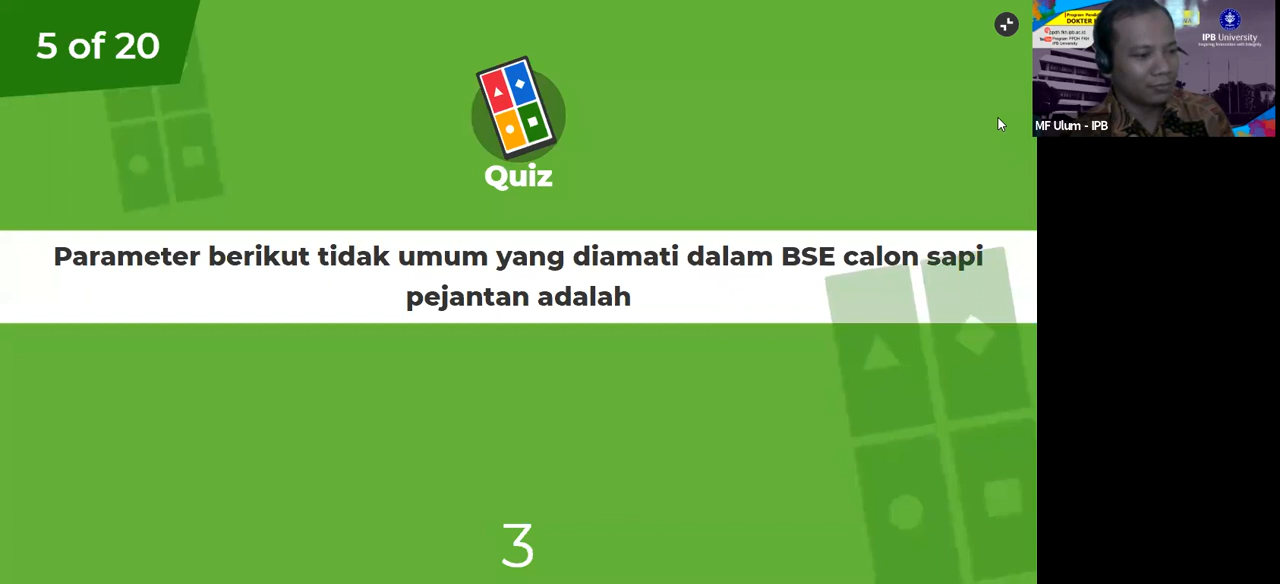 5 of 20
Quiz
Parameter berikut tidak umum yang diamati dalam BSE calon sapi
pejantan adalah
3
DOKTER
IPB University
MF Ulum - IPB